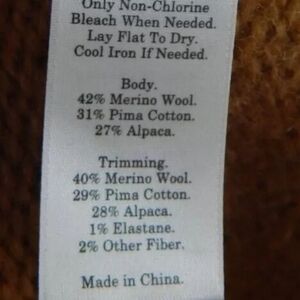 Only Non-Chlorine
Bleach When Needed.
Lay Flat To Dry.
Cool Iron If Needed.
Body.
42% Merino Wool.
31% Pima Cotton.
27% Alpaca.
Trimming.
40% Merino Wool.
29% Pima Cotton.
28% Alpaca.
1% Elastane.
2% Other Fiber.
Made in China.